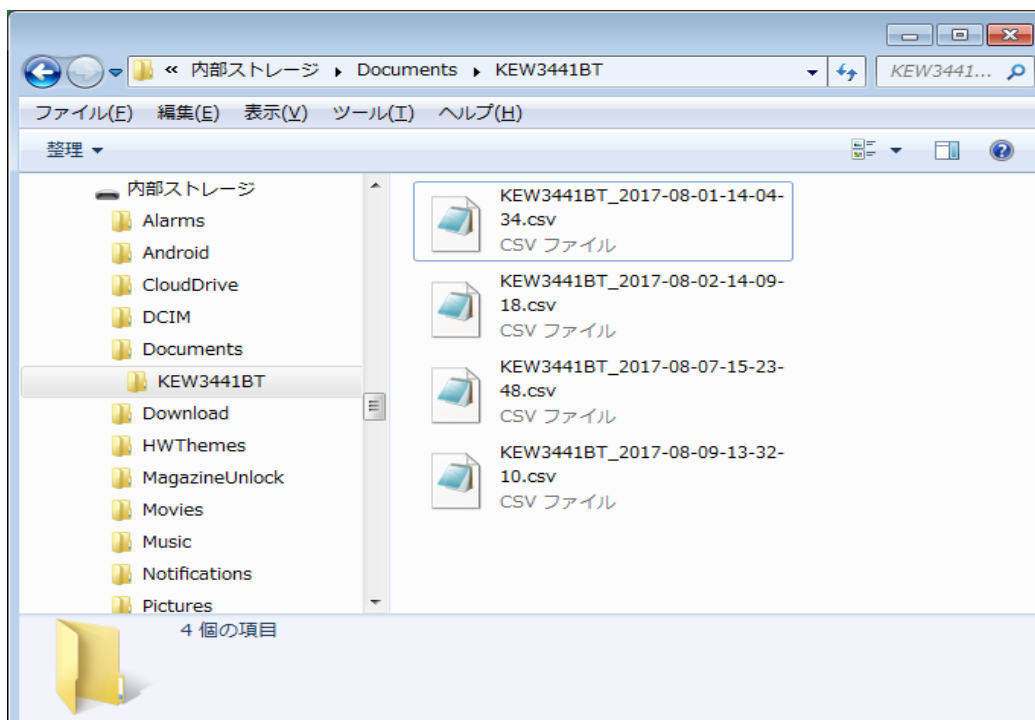 « 内部ストレージ ▸ Documents ▸ KEW3441BT
KEW3441...
ファイル(F) 編集(E) 表示(V) ツール(T) ヘルプ(H)
整理
内部ストレージ
Alarms
Android
CloudDrive
DCIM
Documents
KEW3441BT
Download
HWThemes
MagazineUnlock
Movies
Music
Notifications
Pictures
KEW3441BT_2017-08-01-14-04-
34.csv
CSV ファイル
KEW3441BT_2017-08-02-14-09-
18.csv
CSV ファイル
KEW3441BT_2017-08-07-15-23-
48.csv
CSV ファイル
KEW3441BT_2017-08-09-13-32-
10.csv
CSV ファイル
4 個の項目